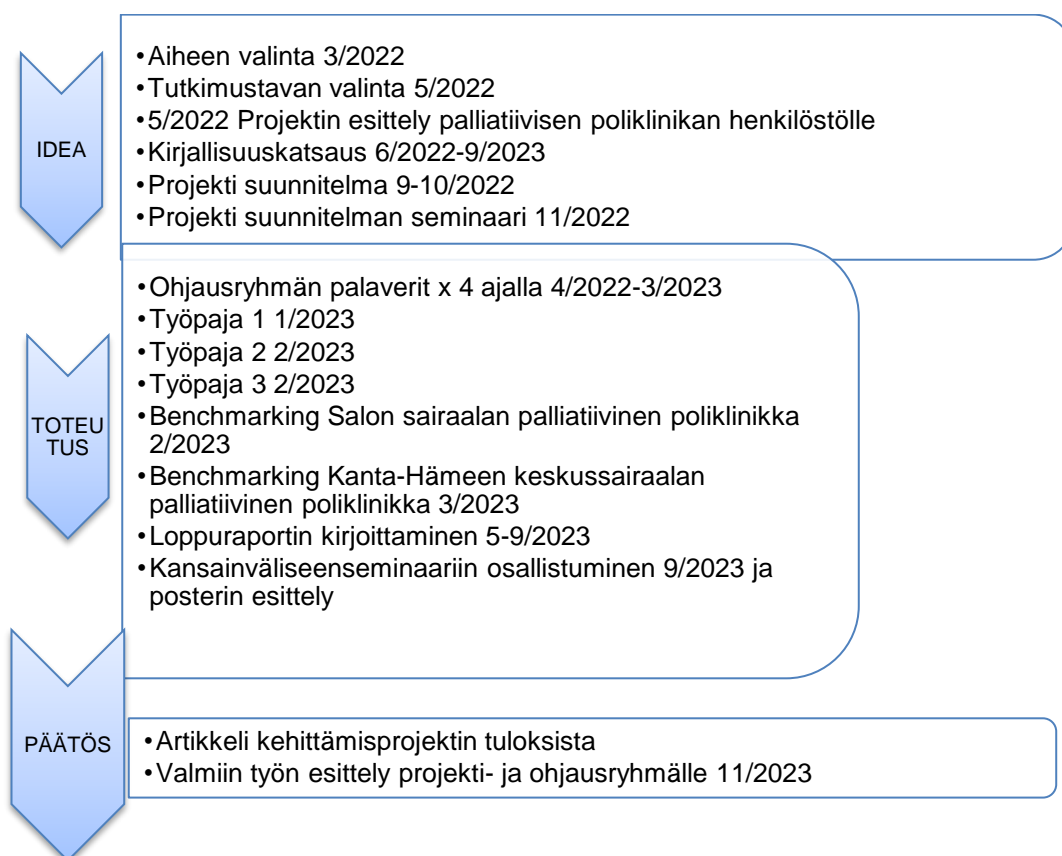 IDEA
•Aiheen valinta 3/2022
•Tutkimustavan valinta 5/2022
•5/2022 Projektin esittely palliatiivisen poliklinikan henkilöstölle
•Kirjallisuuskatsaus 6/2022-9/2023
•Projekti suunnitelma 9-10/2022
•Projekti suunnitelman seminaari 11/2022
TOTEU
TUS
•Ohjausryhmän palaverit x 4 ajalla 4/2022-3/2023
•Työpaja 1 1/2023
•Työpaja 2 2/2023
•Työpaja 3 2/2023
•Benchmarking Salon sairaalan palliatiivinen poliklinikka
2/2023
•Benchmarking Kanta-Hämeen keskussairaalan
palliatiivinen poliklinikka 3/2023
•Loppuraportin kirjoittaminen 5-9/2023
•Kansainväliseenseminaariin osallistuminen 9/2023 ja
posterin esittely
PÄÄTÖS
•Artikkeli kehittämisprojektin tuloksista
•Valmiin työn esittely projekti- ja ohjausryhmälle 11/2023